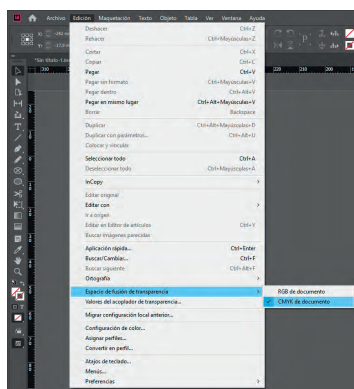 Archivo Edición Maquetación Texto Objeto Tabla Ver Ventana Ayuda
Deshacer Ctrl+Z
Rehacer Ctrl+Mayúsculas+Z
Cortar Ctrl+X
Copiar Ctrl+C
Pegar Ctrl+V
Pegar sin formato Ctrl+Mayúsculas+V
Pegar dentro Ctrl+Alt+V
Pegar en mismo lugar Ctrl+Alt+Mayúsculas+V
Borrar Backspace
Duplicar Ctrl+Alt+Mayúsculas+D
Duplicar con parámetros... Ctrl+Alt+U
Colocar y vincular
Seleccionar todo Ctrl+A
Deseleccionar todo Ctrl+Mayúsculas+A
InCopy
Editar original
Editar con
Ir a origen
Editar en Editor de artículos Ctrl+Y
Buscar imágenes parecidas
Aplicación rápida... Ctrl+Enter
Buscar/Cambiar... Ctrl+F
Buscar siguiente Ctrl+Alt+F
Ortografía
Espacio de fusión de transparencia RGB de documento
Valores del acoplador de transparencia... CMYK de documento
Migrar configuración local anterior...
Configuración de color...
Asignar perfiles...
Convertir en perfil...
Atajos de teclado...
Menús...
Preferencias